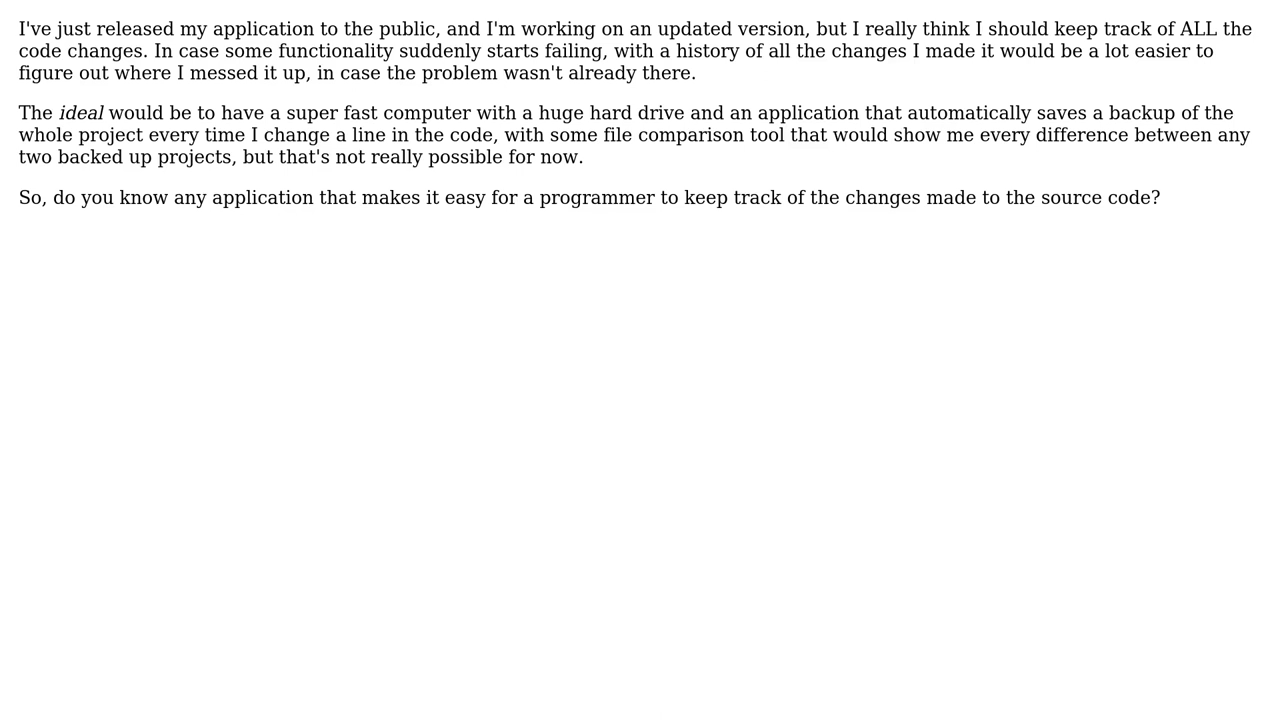 I've just released my application to the public, and I'm working on an updated version, but I really think I should keep track of ALL the
code changes. In case some functionality suddenly starts failing, with a history of all the changes I made it would be a lot easier to
figure out where I messed it up, in case the problem wasn't already there.
The ideal would be to have a super fast computer with a huge hard drive and an application that automatically saves a backup of the
whole project every time I change a line in the code, with some file comparison tool that would show me every difference between any
two backed up projects, but that's not really possible for now.
So, do you know any application that makes it easy for a programmer to keep track of the changes made to the source code?